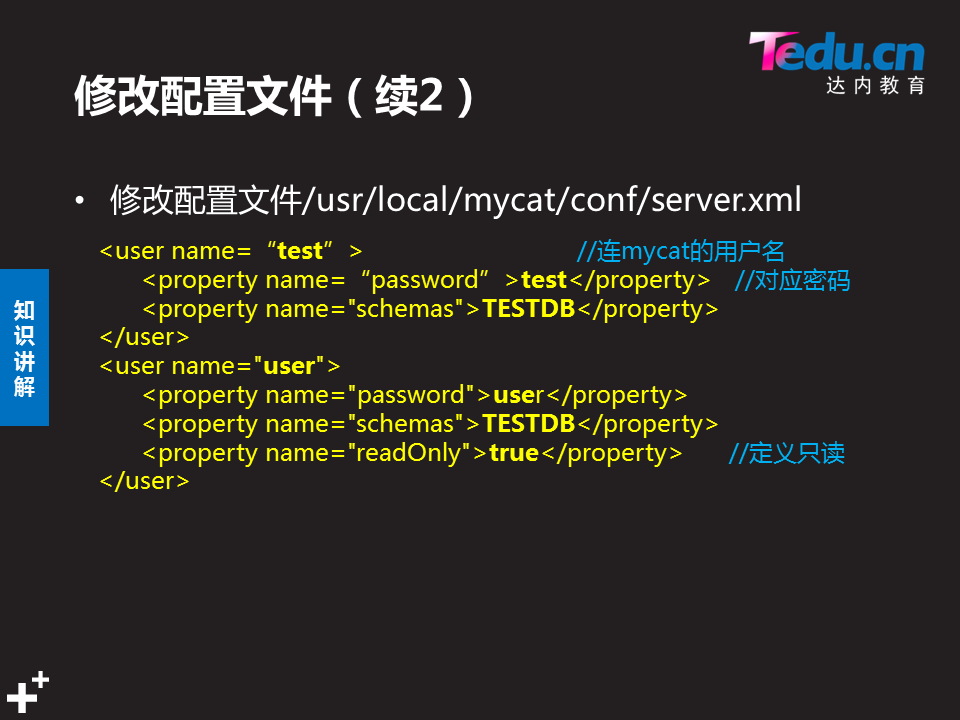 Tedu.cn
达内教育
修改配置文件（续2）
• 修改配置文件/usr/local/mycat/conf/server.xml
<user name=“test”> //连mycat的用户名
<property name=“password”>test</property> //对应密码
<property name="schemas">TESTDB</property>
</user>
<user name="user">
<property name="password">user</property>
<property name="schemas">TESTDB</property>
<property name="readOnly">true</property> //定义只读
</user>
知
识
讲
解